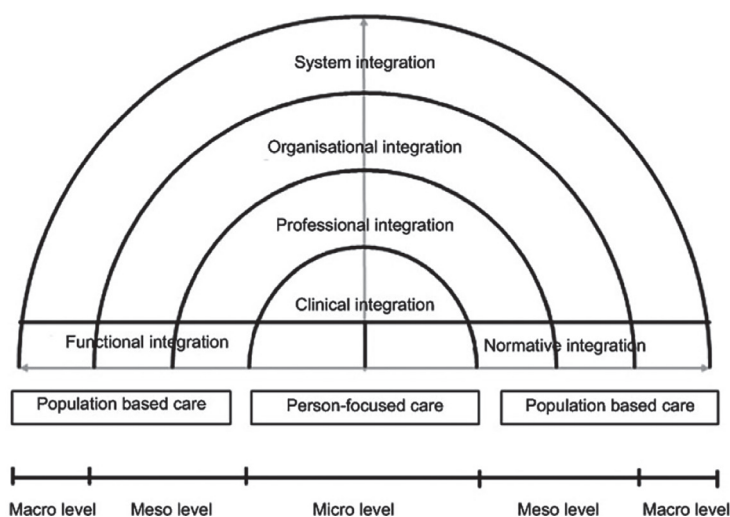 System integration
Organisational integration
Professional integration
Clinical integration
Functional integration
Normative integration
Population based care
Person-focused care
Population based care
Macro level
Meso level
Micro level
Meso level
Macro level